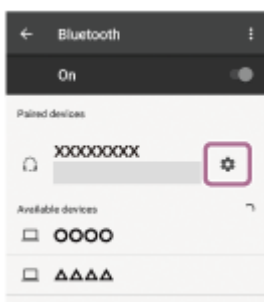 Bluetooth
On
Paired devices
XXXXXXXX
Available devices
OOOO
ΔΔΔΔ